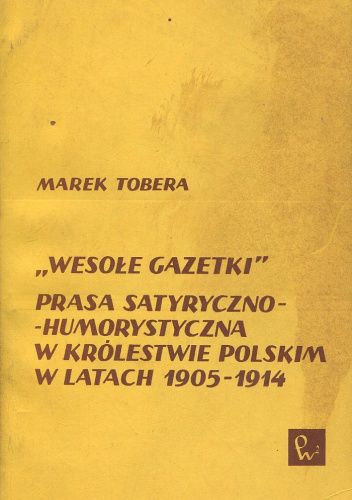 MAREK TOBERA
„WESOŁE GAZETKI”
PRASA SATYRYCZNO-
-HUMORYSTYCZNA
W KRÓLESTWIE POLSKIM
W LATACH 1905-1914